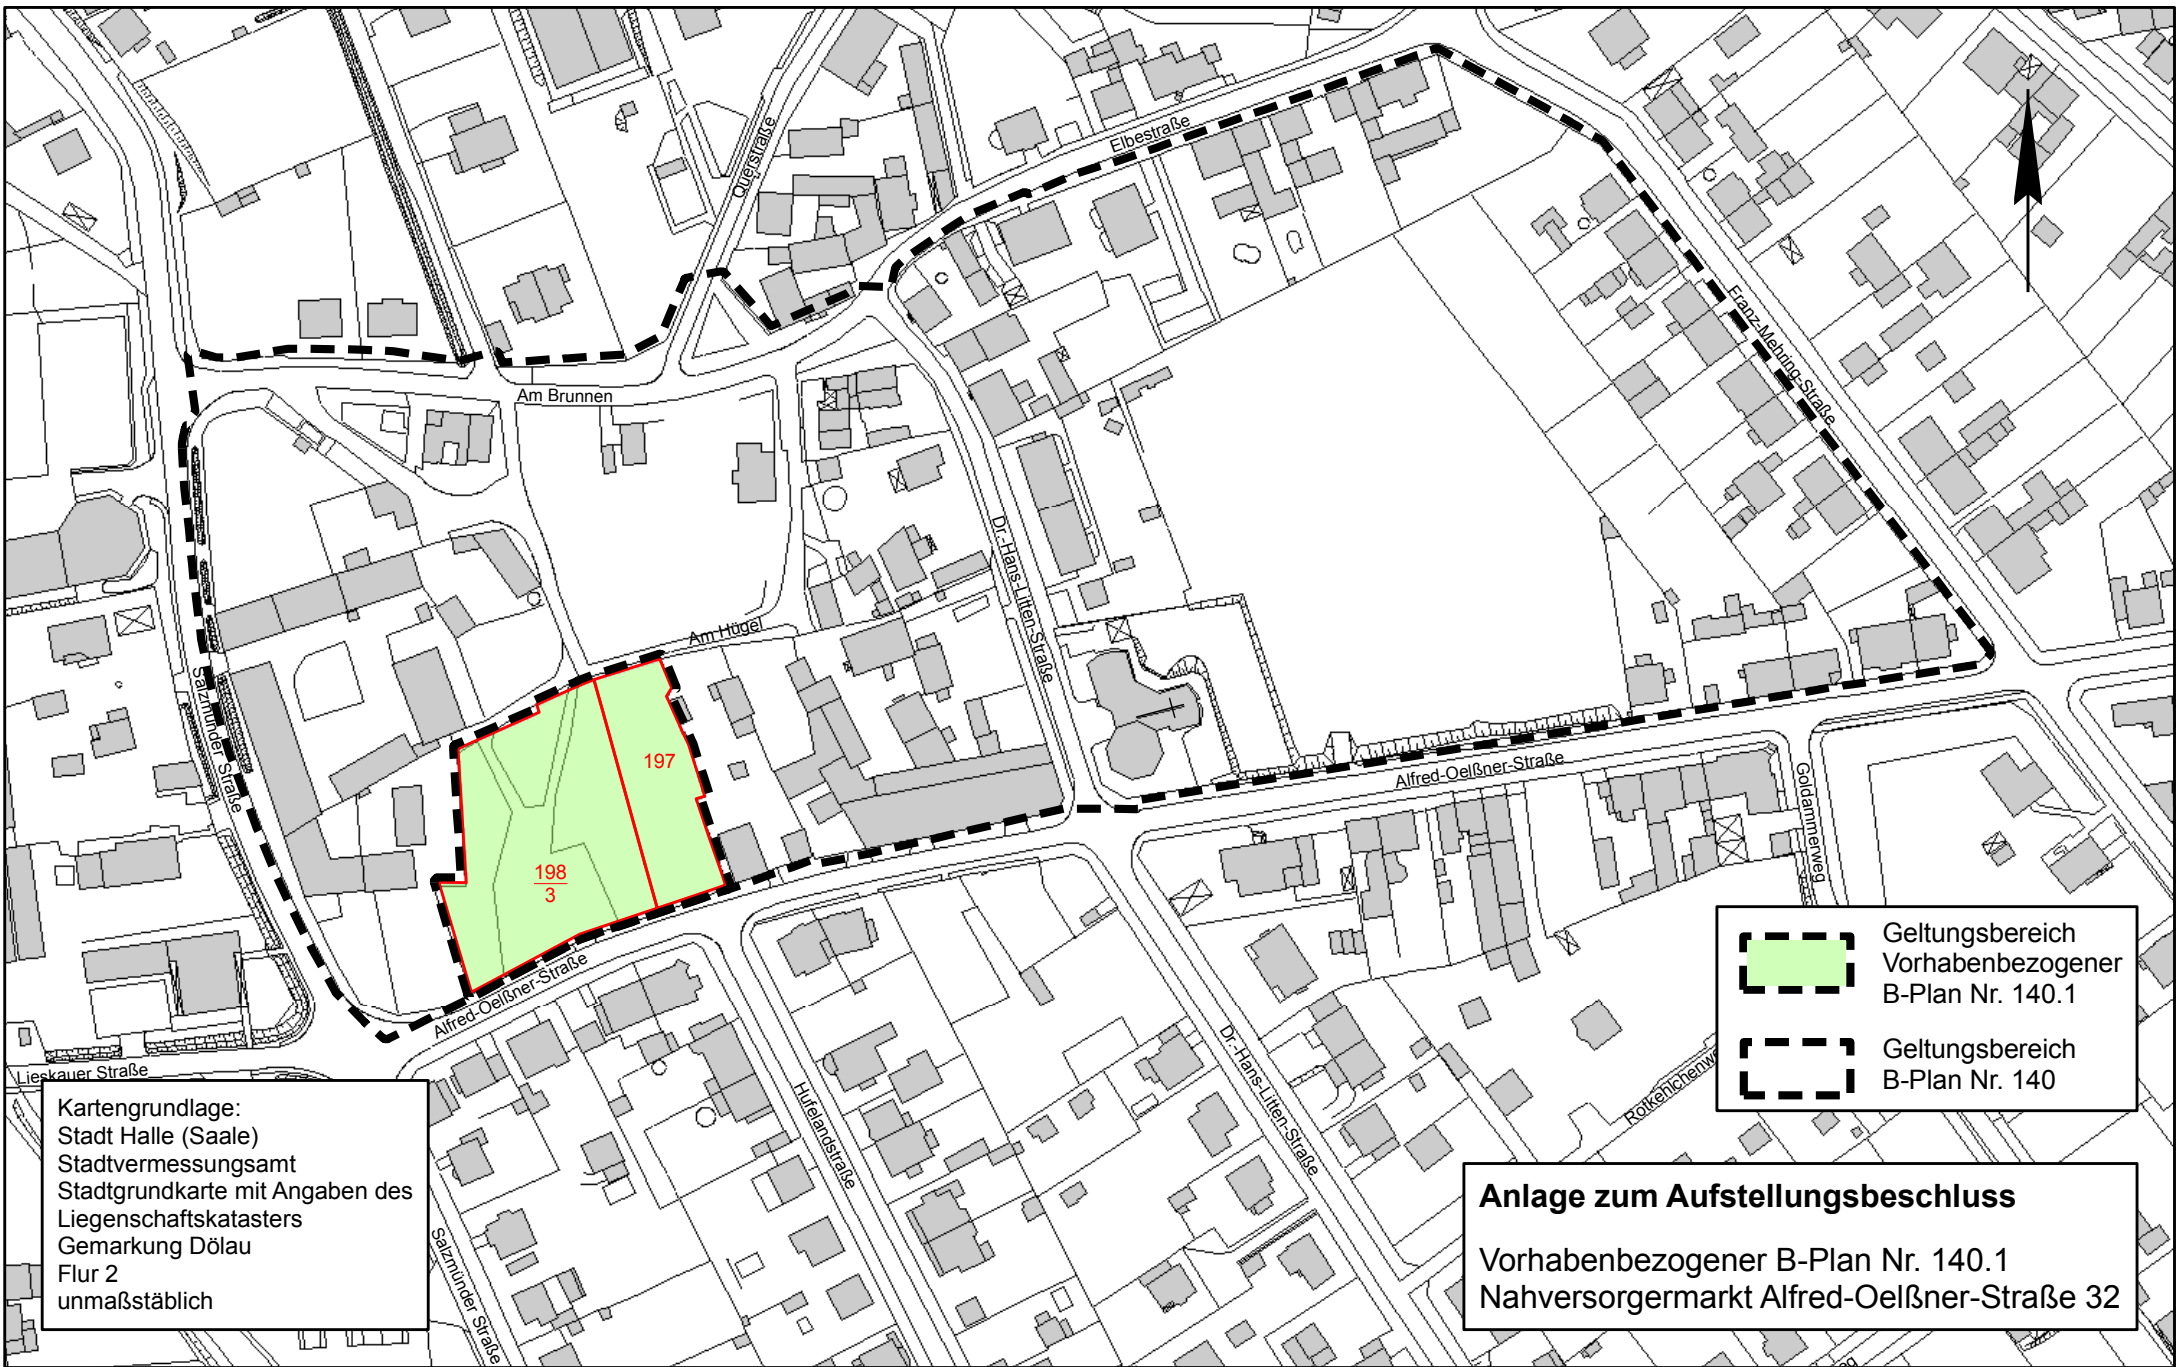 Querstraße
Elbestraße
Franz-Mehring-Straße
Am Brunnen
Dr.-Hans-Litten-Straße
Am Hügel
Salzmünder Straße
197
198
3
Alfred-Oelßner-Straße
Goldammerweg
Alfred-Oelßner-Straße
Lieskauer Straße
Hufelandstraße
Dr.-Hans-Litten-Straße
Salzmünder Straße
Geltungsbereich
Vorhabenbezogener
B-Plan Nr. 140.1
Geltungsbereich
B-Plan Nr. 140
Kartengrundlage:
Stadt Halle (Saale)
Stadtvermessungsamt
Stadtgrundkarte mit Angaben des
Liegenschaftskatasters
Gemarkung Dölau
Flur 2
unmaßstäblich
Anlage zum Aufstellungsbeschluss
Vorhabenbezogener B-Plan Nr. 140.1
Nahversorgermarkt Alfred-Oelßner-Straße 32